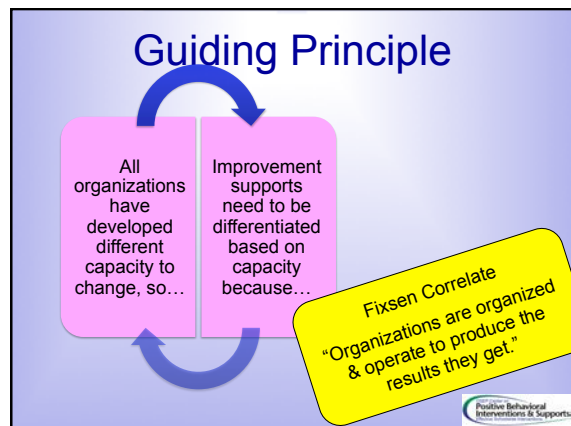 Guiding Principle
All
organizations
have
developed
different
capacity to
change, so…
Improvement
supports
need to be
differentiated
based on
capacity
because…
Fixsen Correlate
“Organizations are organized
& operate to produce the
results they get.”
Positive Behavioral
Interventions & Supports